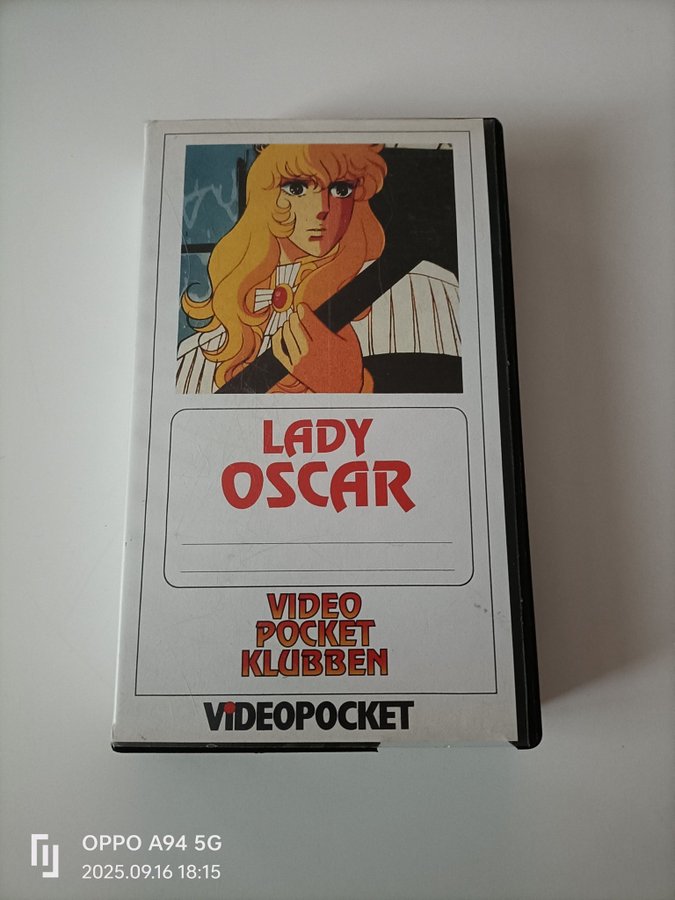 LADY
OSCAR
VIDEO
POCKET
KLUBBEN
ViDEOPOCKET
OPPO A94 5G
2025.09.16 18:15